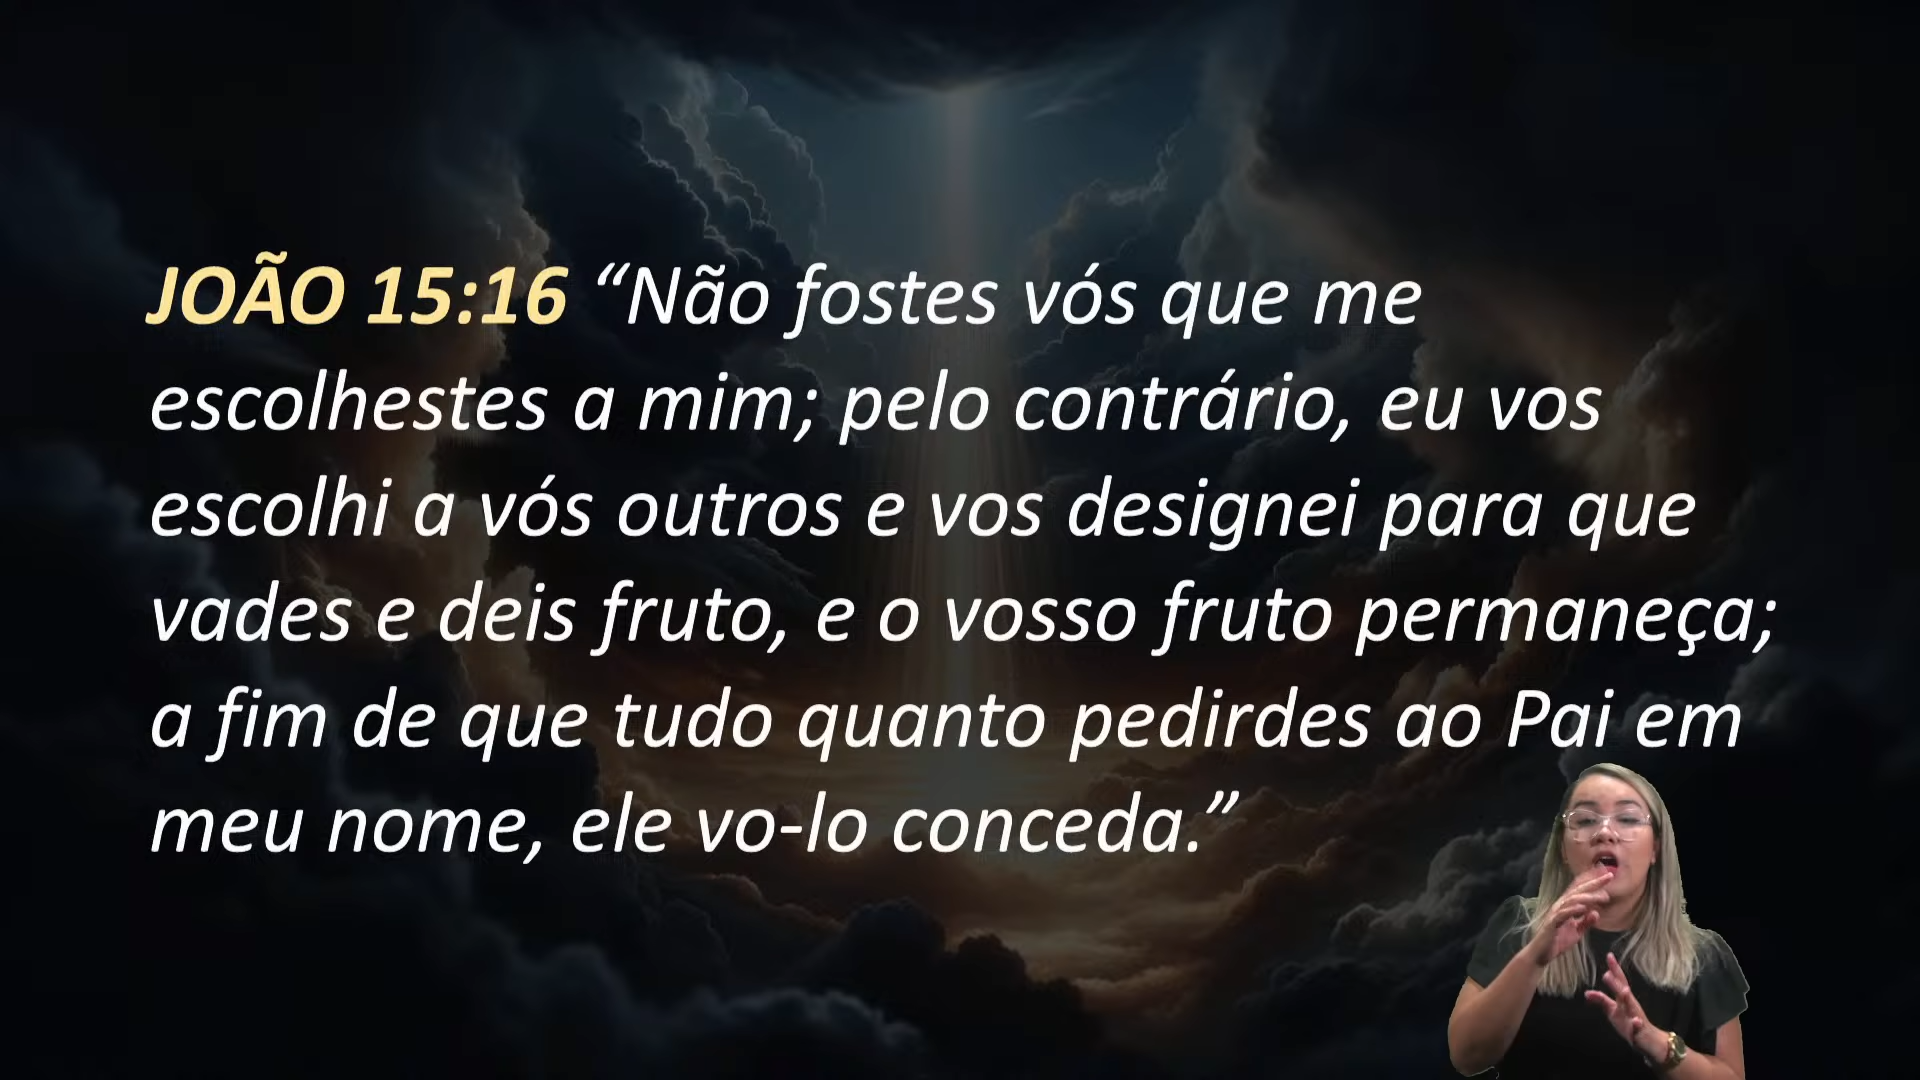 JOÃO 15:16 “Não fostes vós que me
escolhestes a mim; pelo contrário, eu vos
escolhi a vós outros e vos designei para que
vades e deis fruto, e o vosso fruto permaneça;
a fim de que tudo quanto pedirdes ao Pai em
meu nome, ele vo-lo conceda.”